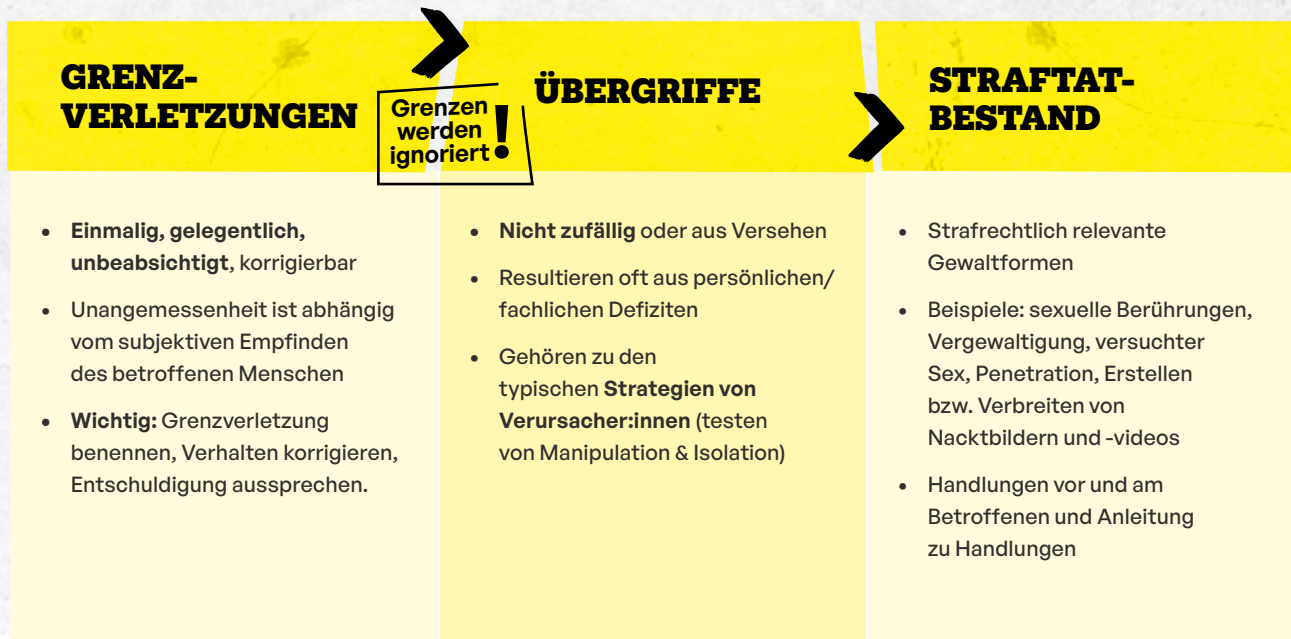 GRENZ-
VERLETZUNGEN
Grenzen
werden
ignoriert!
ÜBERGRIFFE
STRAFTAT-
BESTAND
• Einmalig, gelegentlich,
unbeabsichtigt, korrigierbar
• Unangemessenheit ist abhängig
vom subjektiven Empfinden
des betroffenen Menschen
• Wichtig: Grenzverletzung
benennen, Verhalten korrigieren,
Entschuldigung aussprechen.
• Nicht zufällig oder aus Versehen
• Resultieren oft aus persönlichen/
fachlichen Defiziten
• Gehören zu den
typischen Strategien von
Verursacher:innen (testen
von Manipulation & Isolation)
• Strafrechtlich relevante
Gewaltformen
• Beispiele: sexuelle Berührungen,
Vergewaltigung, versuchter
Sex, Penetration, Erstellen
bzw. Verbreiten von
Nacktbildern und -videos
• Handlungen vor und am
Betroffenen und Anleitung
zu Handlungen